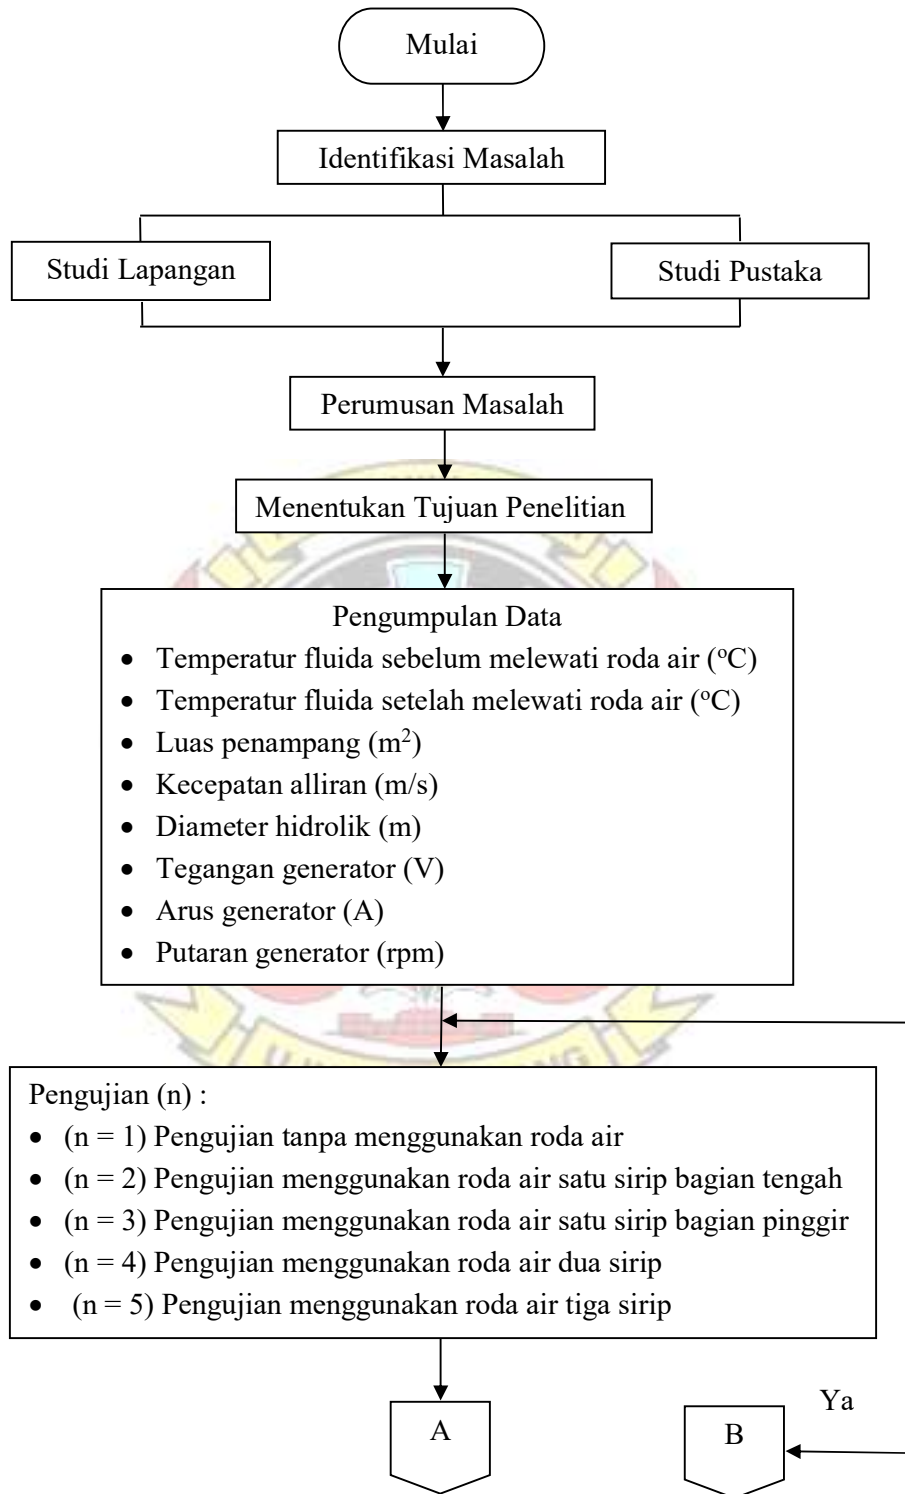 Mulai
Identifikasi Masalah
Studi Lapangan
Studi Pustaka
Perumusan Masalah
Menentukan Tujuan Penelitian
Pengumpulan Data
• Temperatur fluida sebelum melewati roda air (°C)
• Temperatur fluida setelah melewati roda air (°C)
• Luas penampang (m²)
• Kecepatan alliran (m/s)
• Diameter hidrolik (m)
• Tegangan generator (V)
• Arus generator (A)
• Putaran generator (rpm)
Pengujian (n) :
• (n = 1) Pengujian tanpa menggunakan roda air
• (n = 2) Pengujian menggunakan roda air satu sirip bagian tengah
• (n = 3) Pengujian menggunakan roda air satu sirip bagian pinggir
• (n = 4) Pengujian menggunakan roda air dua sirip
• (n = 5) Pengujian menggunakan roda air tiga sirip
A
B
Ya